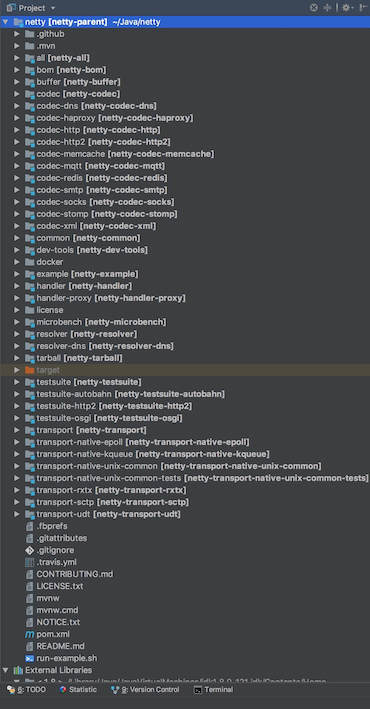 Project
netty [netty-parent] ~/Java/netty
.github
.mvn
all [netty-all]
bom [netty-bom]
buffer [netty-buffer]
codec [netty-codec]
codec-dns [netty-codec-dns]
codec-haproxy [netty-codec-haproxy]
codec-http [netty-codec-http]
codec-http2 [netty-codec-http2]
codec-memcache [netty-codec-memcache]
codec-mqtt [netty-codec-mqtt]
codec-redis [netty-codec-redis]
codec-smtp [netty-codec-smtp]
codec-socks [netty-codec-socks]
codec-stomp [netty-codec-stomp]
codec-xml [netty-codec-xml]
common [netty-common]
dev-tools [netty-dev-tools]
docker
example [netty-example]
handler [netty-handler]
handler-proxy [netty-handler-proxy]
license
microbench [netty-microbench]
resolver [netty-resolver]
resolver-dns [netty-resolver-dns]
tarball [netty-tarball]
target
testsuite [netty-testsuite]
testsuite-autobahn [netty-testsuite-autobahn]
testsuite-http2 [netty-testsuite-http2]
testsuite-osgi [netty-testsuite-osgi]
transport [netty-transport]
transport-native-epoll [netty-transport-native-epoll]
transport-native-kqueue [netty-transport-native-kqueue]
transport-native-unix-common [netty-transport-native-unix-common]
transport-native-unix-common-tests [netty-transport-native-unix-common-tests]
transport-rxtx [netty-transport-rxtx]
transport-sctp [netty-transport-sctp]
transport-udt [netty-transport-udt]
.fbprefs
.gitattributes
.gitignore
.travis.yml
CONTRIBUTING.md
LICENSE.txt
mvnw
mvnw.cmd
NOTICE.txt
pom.xml
README.md
run-example.sh
External Libraries
6: TODO Statistic 9: Version Control Terminal